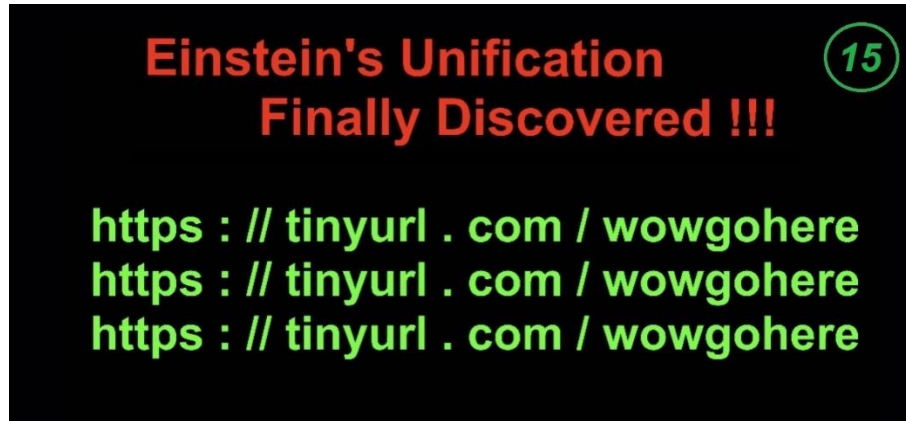 Einstein's Unification
15
Finally Discovered !!!
https : // tinyurl . com / wowgohere
https : // tinyurl . com / wowgohere
https : // tinyurl . com / wowgohere